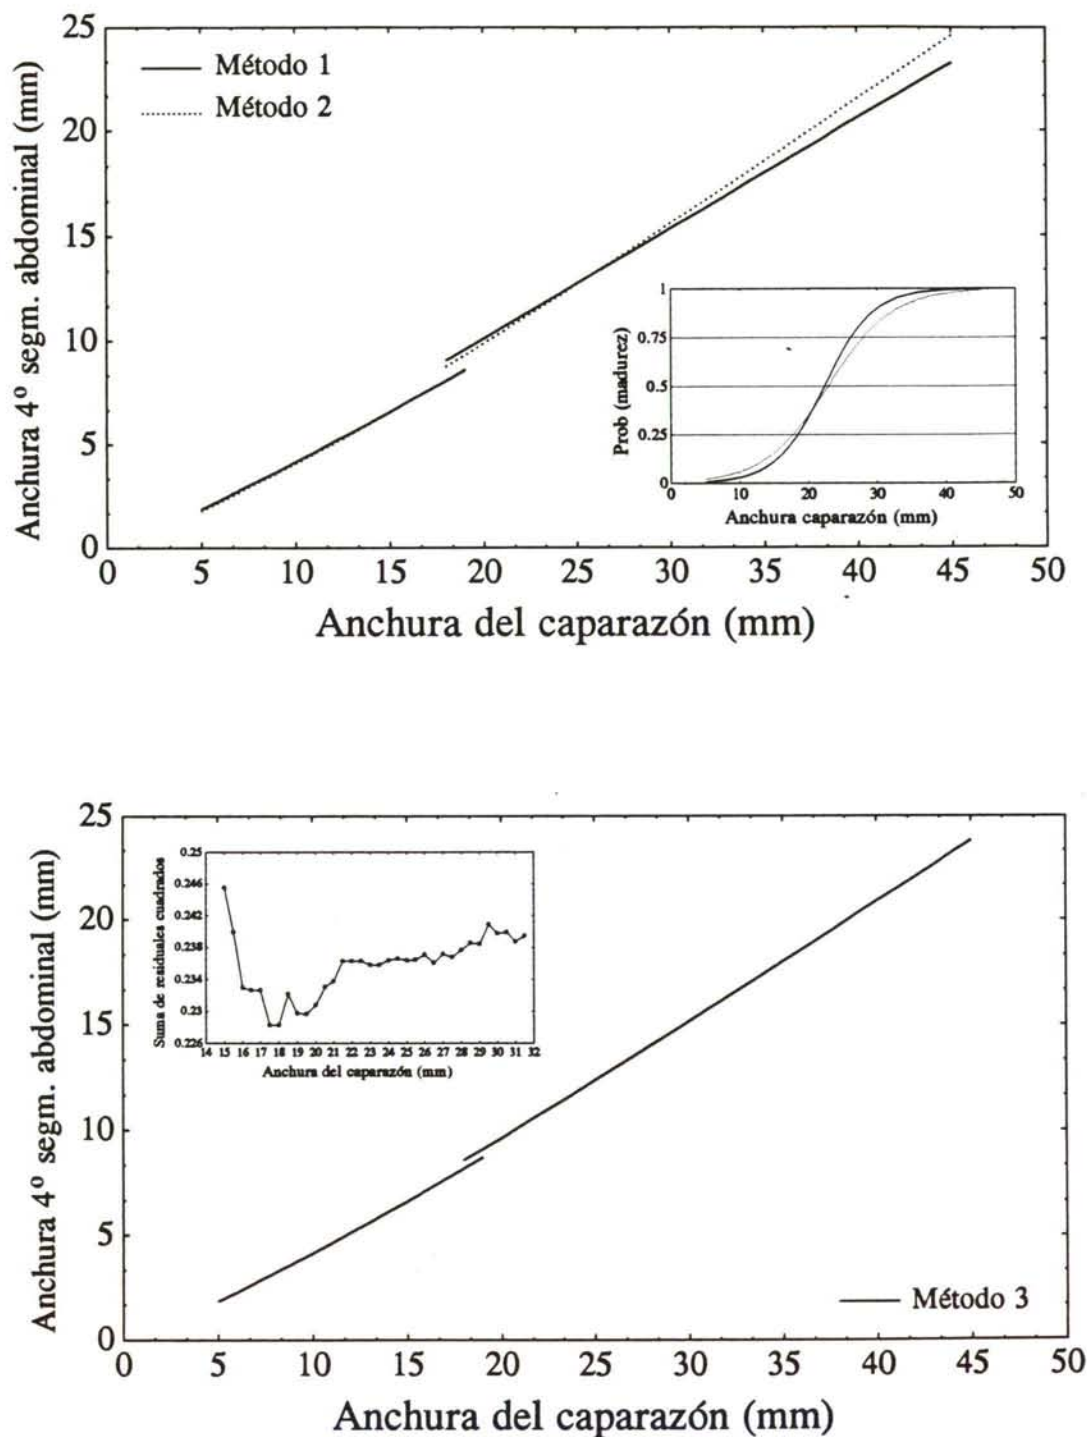 25
20
15
10
5
0
Anchura 4º segm. abdominal (mm)
Método 1
Método 2
1
0.75
0.5
0.25
0
Prob (madurez)
0 10 20 30 40 50
Anchura caparazón (mm)
0 5 10 15 20 25 30 35 40 45 50
Anchura del caparazón (mm)
25
20
15
10
5
0
Anchura 4º segm. abdominal (mm)
0.25
0.246
0.242
0.238
0.234
0.23
0.226
Suma de residuales cuadrados
14 15 16 17 18 19 20 21 22 23 24 25 26 27 28 29 30 31 32
Anchura del caparazón (mm)
Método 3
0 5 10 15 20 25 30 35 40 45 50
Anchura del caparazón (mm)